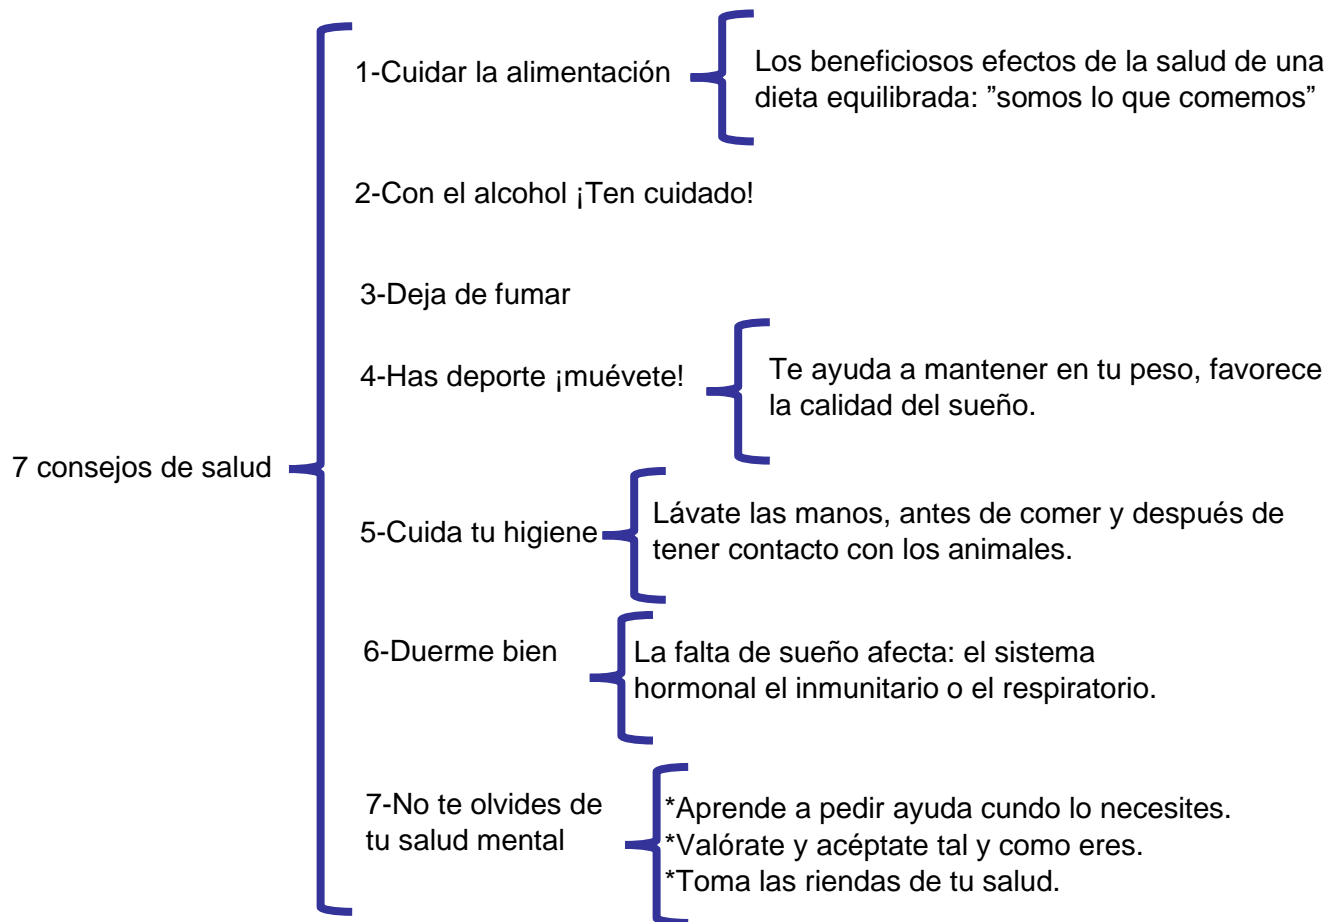 7 consejos de salud
1-Cuidar la alimentación
Los beneficiosos efectos de la salud de una
dieta equilibrada: ”somos lo que comemos”
2-Con el alcohol ¡Ten cuidado!
3-Deja de fumar
4-Has deporte ¡muévete!
Te ayuda a mantener en tu peso, favorece
la calidad del sueño.
5-Cuida tu higiene
Lávate las manos, antes de comer y después de
tener contacto con los animales.
6-Duerme bien
La falta de sueño afecta: el sistema
hormonal el inmunitario o el respiratorio.
7-No te olvides de
tu salud mental
*Aprende a pedir ayuda cundo lo necesites.
*Valórate y acéptate tal y como eres.
*Toma las riendas de tu salud.